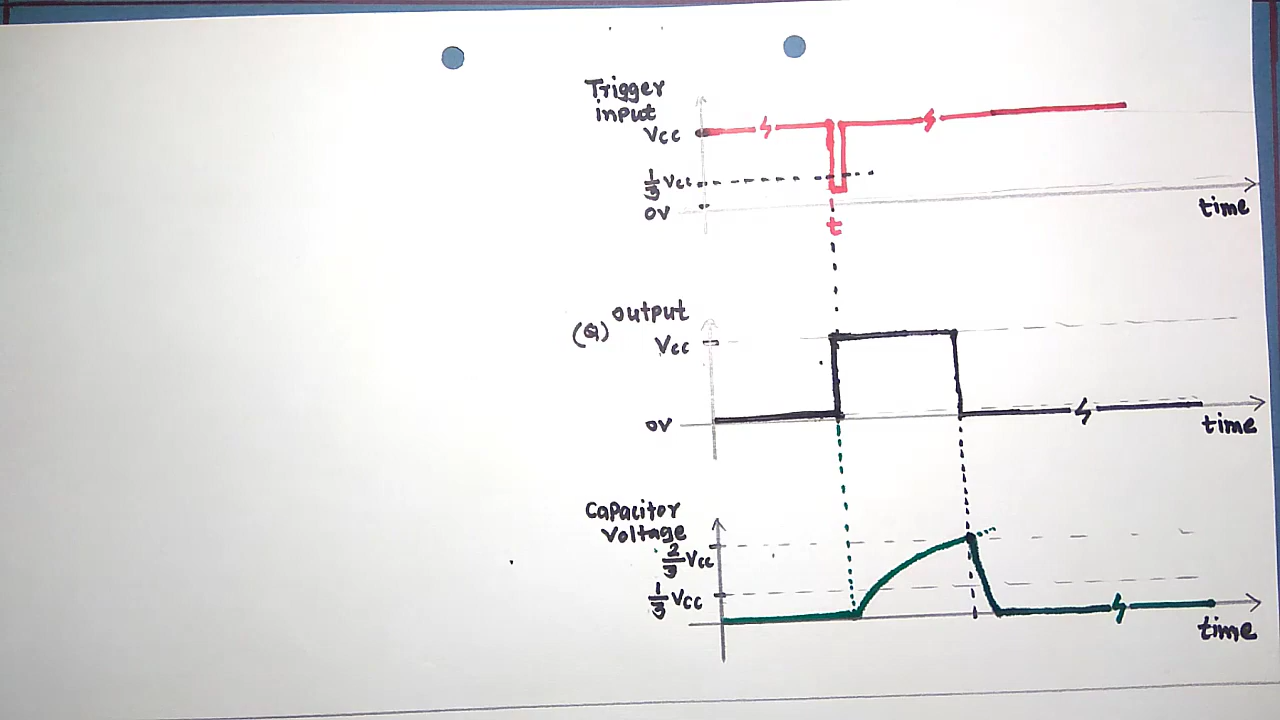 Trigger
input
Vcc
1/3 Vcc
0V
time
t
output
(Q)
Vcc
0V
time
Capacitor
Voltage
2/3 Vcc
1/3 Vcc
time